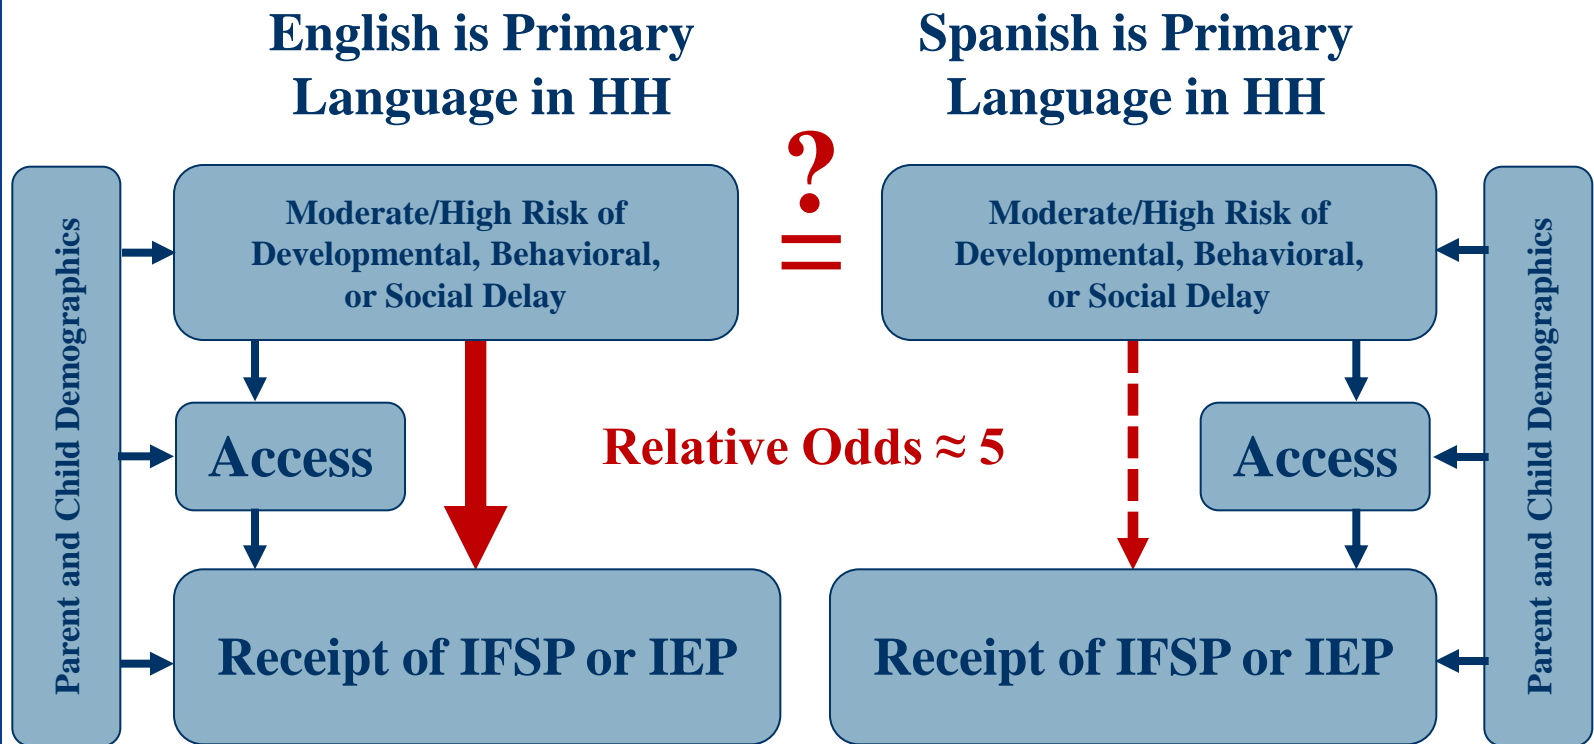 English is Primary
Language in HH
Spanish is Primary
Language in HH
?
=
Parent and Child Demographics
Moderate/High Risk of
Developmental, Behavioral,
or Social Delay
Moderate/High Risk of
Developmental, Behavioral,
or Social Delay
Parent and Child Demographics
Access
Relative Odds ≈ 5
Access
Receipt of IFSP or IEP
Receipt of IFSP or IEP